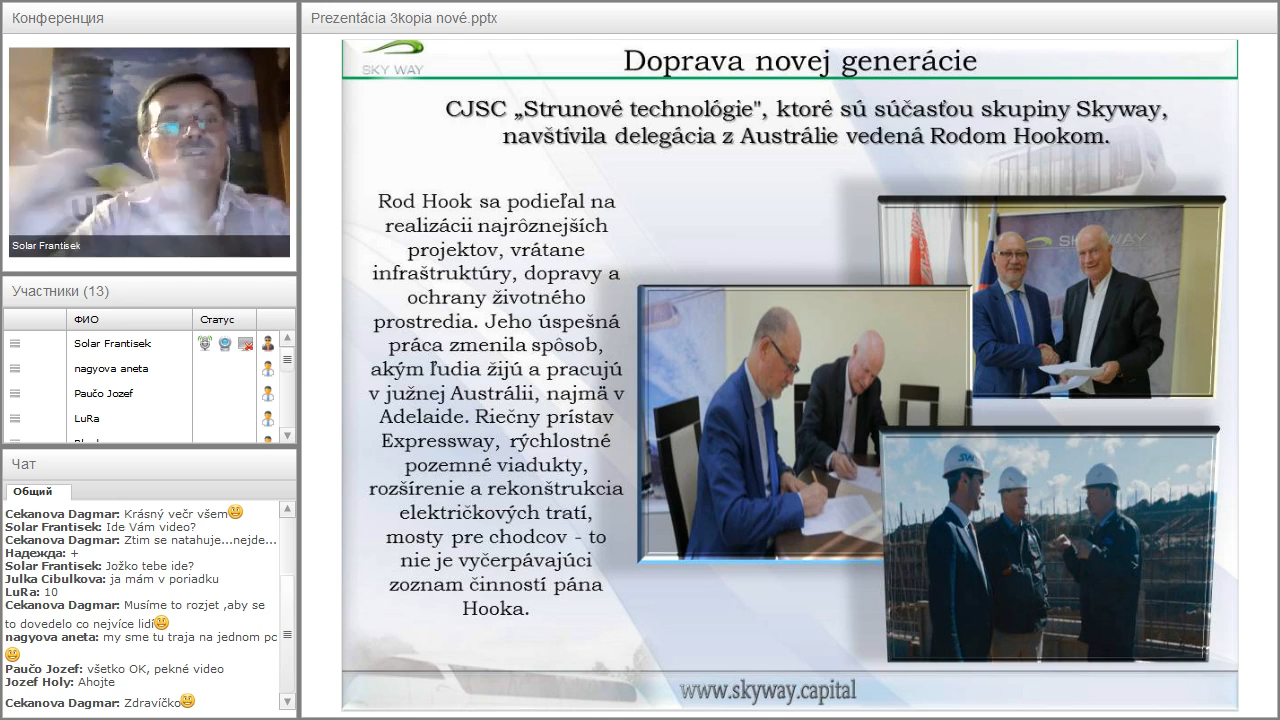 Конференция
Solar Frantisek
Участники (13)
ФИО
Статус
Solar Frantisek
nagyova aneta
Paučo Jozef
LuRa
Чат
Общий
Cekanova Dagmar: Krásný večr všem
Solar Frantisek: Ide Vám video?
Cekanova Dagmar: Ztim se natahuje...nejde...
Надежда: +
Solar Frantisek: Jožko tebe ide?
Julka Cibulkova: ja mám v poriadku
LuRa: 10
Cekanova Dagmar: Musíme to rozjet ,aby se
to dovedelo co nejvíce lidí
nagyova aneta: my sme tu traja na jednom pc
Paučo Jozef: všetko OK, pekné video
Jozef Holy: Ahojte
Cekanova Dagmar: Zdravíčko
Prezentácia 3kopia nové.pptx
SKY WAY
Doprava novej generácie
CJSC „Strunové technológie", ktoré sú súčasťou skupiny Skyway,
navštívila delegácia z Austrálie vedená Rodom Hookom.
Rod Hook sa podieľal na
realizácii najrôznejších
projektov, vrátane
infraštruktúry, dopravy a
ochrany životného
prostredia. Jeho úspešná
práca zmenila spôsob,
akým ľudia žijú a pracujú
v južnej Austrálii, najmä v
Adelaide. Riečny prístav
Expressway, rýchlostné
pozemné viadukty,
rozšírenie a rekonštrukcia
električkových tratí,
mosty pre chodcov - to
nie je vyčerpávajúci
zoznam činností pána
Hooka.
SKY WAY
SW
www.skyway.capital